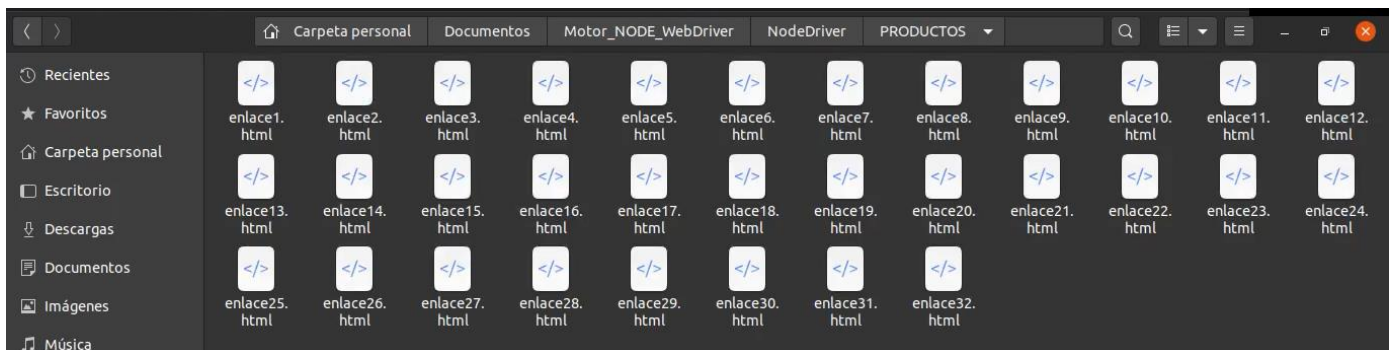 Carpeta personal Documentos Motor_NODE_WebDriver NodeDriver PRODUCTOS
Recientes
Favoritos
Carpeta personal
Escritorio
Descargas
Documentos
Imágenes
Música
</> </> </> </> </> </> </> </> </> </> </> </>
enlace1. enlace2. enlace3. enlace4. enlace5. enlace6. enlace7. enlace8. enlace9. enlace10. enlace11. enlace12.
html html html html html html html html html html html html
</> </> </> </> </> </> </> </> </> </> </> </>
enlace13. enlace14. enlace15. enlace16. enlace17. enlace18. enlace19. enlace20. enlace21. enlace22. enlace23. enlace24.
html html html html html html html html html html html html
</> </> </> </> </> </> </> </>
enlace25. enlace26. enlace27. enlace28. enlace29. enlace30. enlace31. enlace32.
html html html html html html html html